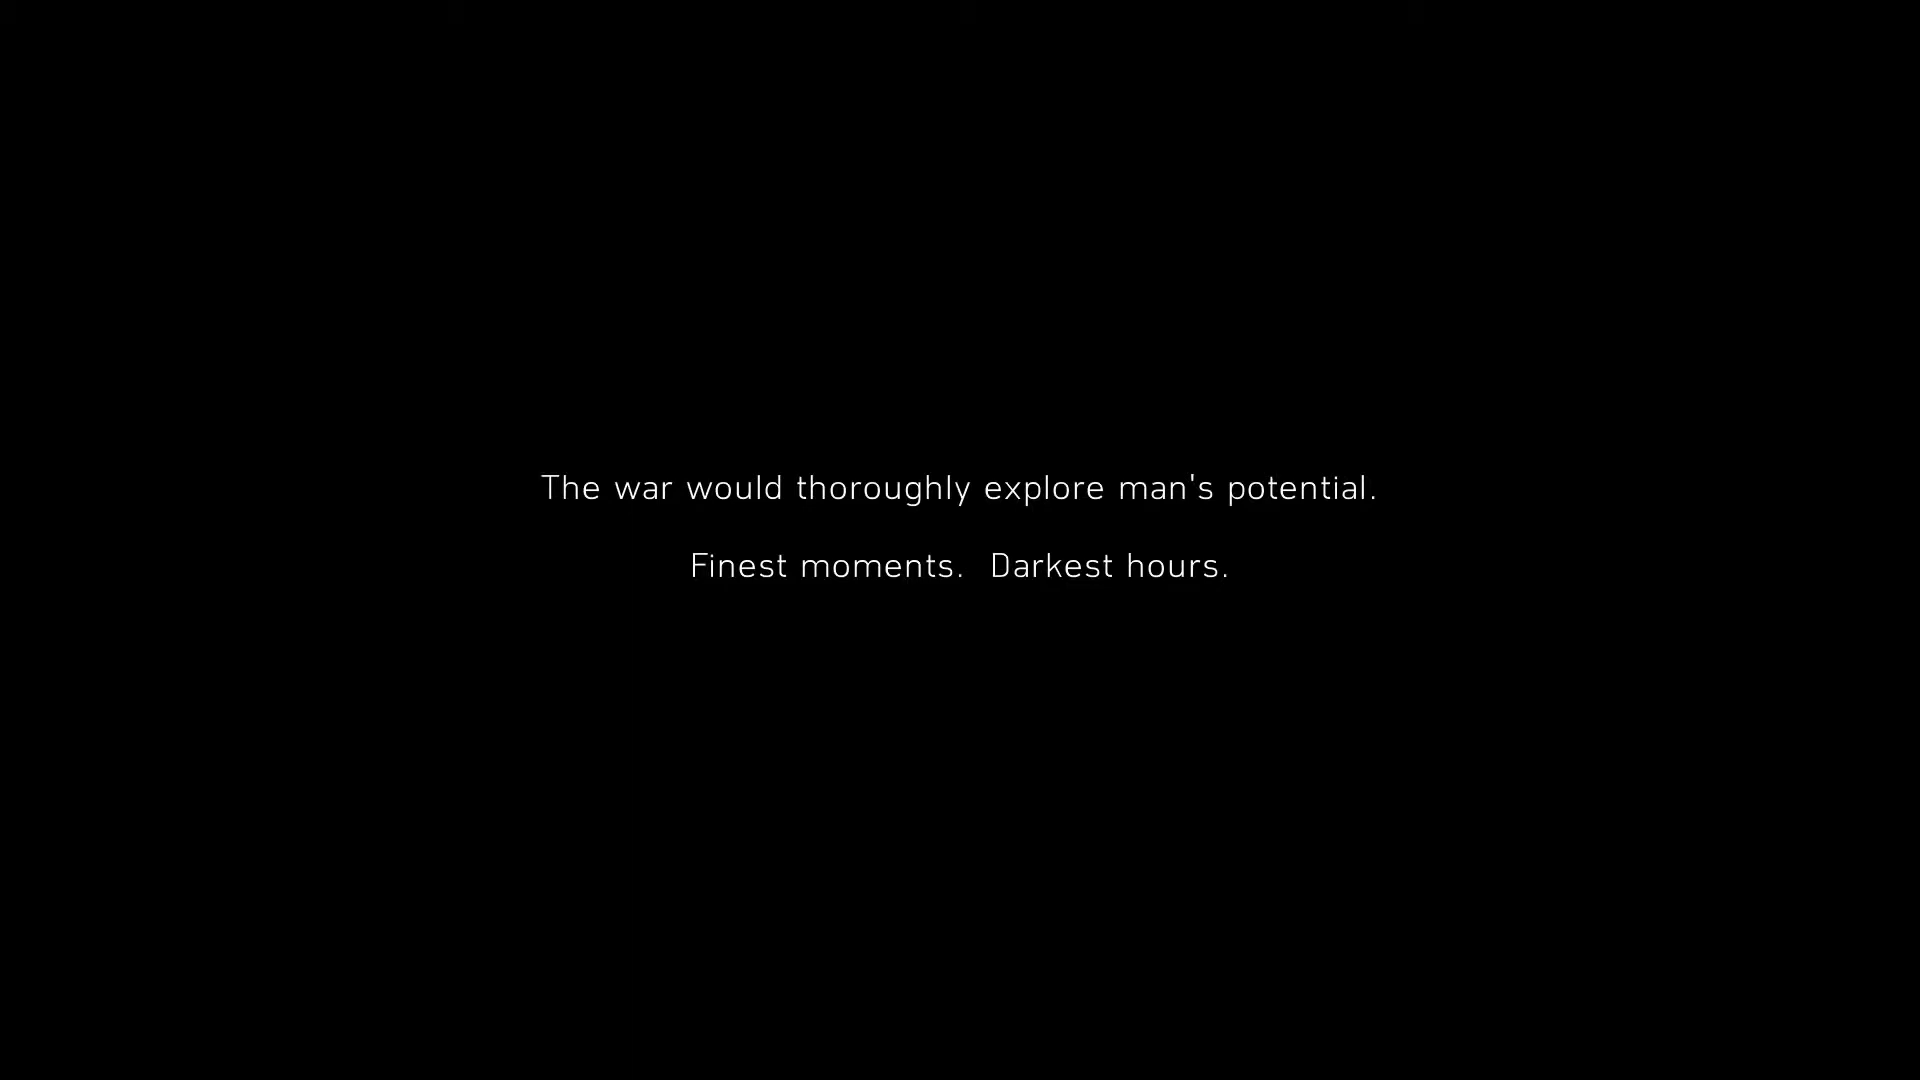 The war would thoroughly explore man's potential.
Finest moments.  Darkest hours.